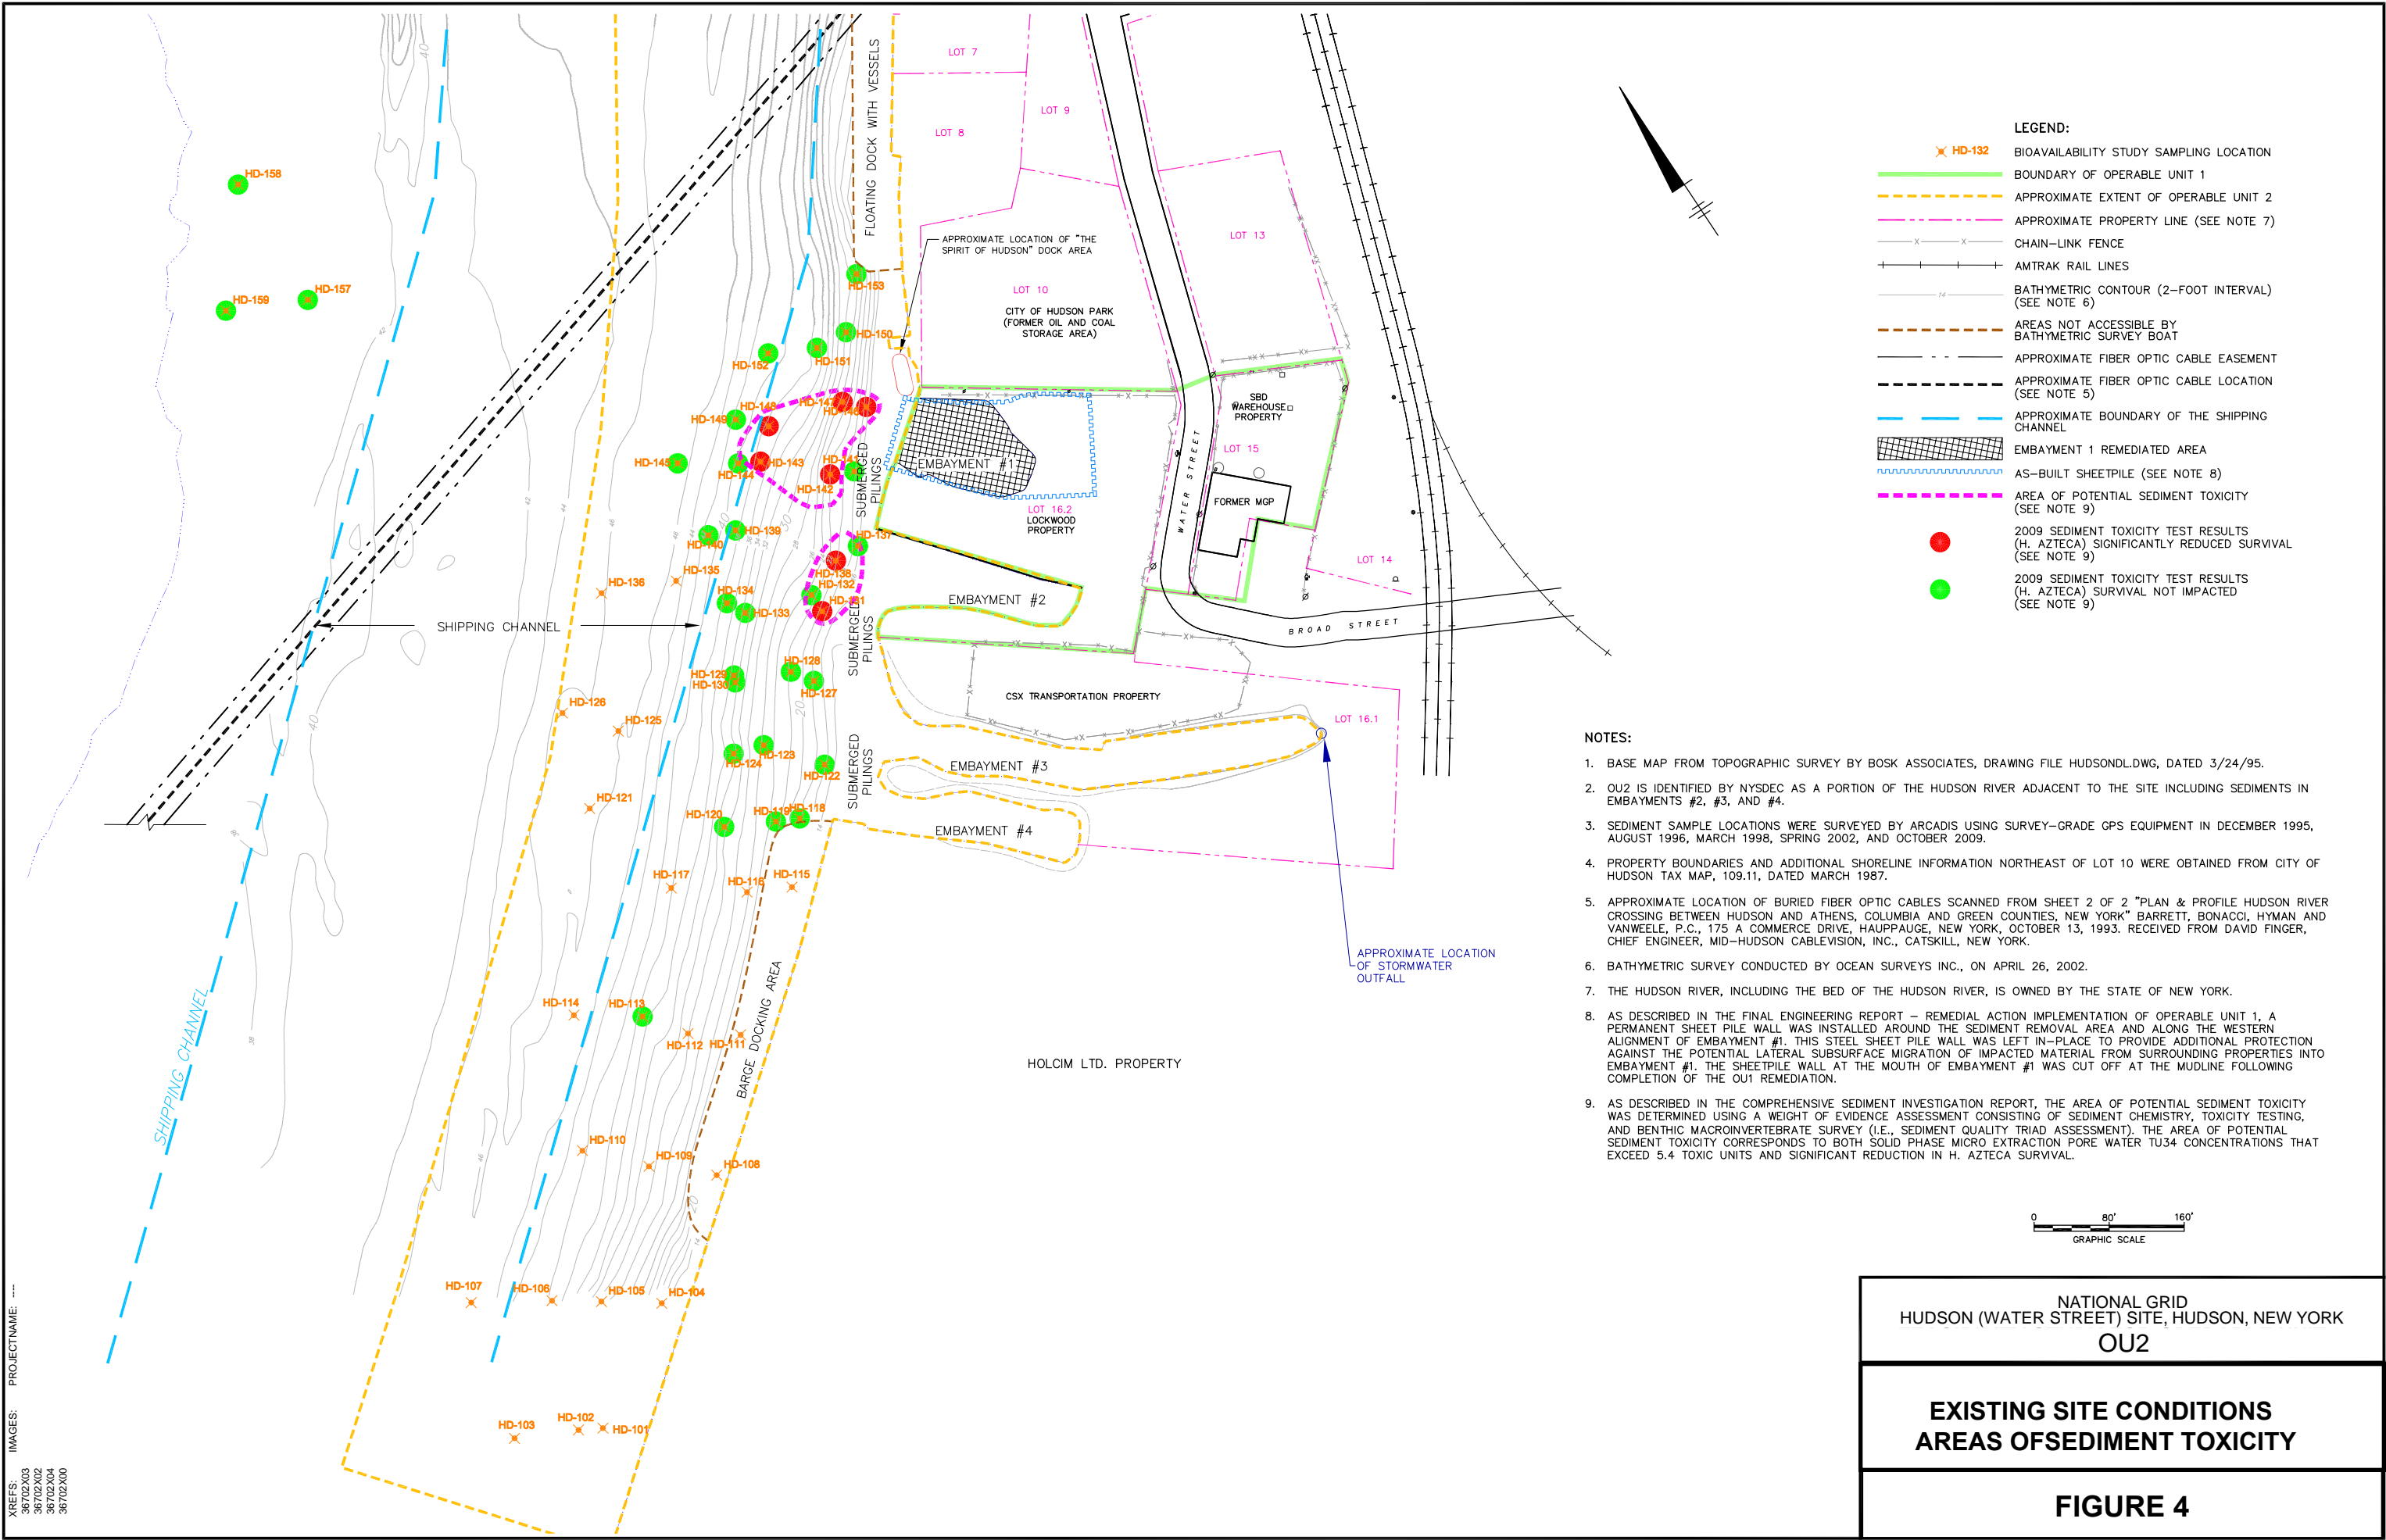 LEGEND:
HD-132 BIOAVAILABILITY STUDY SAMPLING LOCATION
BOUNDARY OF OPERABLE UNIT 1
APPROXIMATE EXTENT OF OPERABLE UNIT 2
APPROXIMATE PROPERTY LINE (SEE NOTE 7)
CHAIN-LINK FENCE
AMTRAK RAIL LINES
BATHYMETRIC CONTOUR (2-FOOT INTERVAL)
(SEE NOTE 6)
14
AREAS NOT ACCESSIBLE BY
BATHYMETRIC SURVEY BOAT
APPROXIMATE FIBER OPTIC CABLE EASEMENT
APPROXIMATE FIBER OPTIC CABLE LOCATION
(SEE NOTE 5)
APPROXIMATE BOUNDARY OF THE SHIPPING
CHANNEL
EMBAYMENT 1 REMEDIATED AREA
AS-BUILT SHEETPILE (SEE NOTE 8)
AREA OF POTENTIAL SEDIMENT TOXICITY
(SEE NOTE 9)
2009 SEDIMENT TOXICITY TEST RESULTS
(H. AZTECA) SIGNIFICANTLY REDUCED SURVIVAL
(SEE NOTE 9)
2009 SEDIMENT TOXICITY TEST RESULTS
(H. AZTECA) SURVIVAL NOT IMPACTED
(SEE NOTE 9)
LOT 7
LOT 9
LOT 8
FLOATING DOCK WITH VESSELS
LOT 13
APPROXIMATE LOCATION OF "THE
SPIRIT OF HUDSON" DOCK AREA
LOT 10
CITY OF HUDSON PARK
(FORMER OIL AND COAL
STORAGE AREA)
SBD
WAREHOUSE
PROPERTY
LOT 15
FORMER MGP
WATER STREET
LOT 14
BROAD STREET
EMBAYMENT #1
LOT 16.2
LOCKWOOD
PROPERTY
SUBMERGED
PILINGS
EMBAYMENT #2
SUBMERGED
PILINGS
CSX TRANSPORTATION PROPERTY
LOT 16.1
SUBMERGED
PILINGS
EMBAYMENT #3
EMBAYMENT #4
APPROXIMATE LOCATION
OF STORMWATER
OUTFALL
HOLCIM LTD. PROPERTY
BARGE DOCKING AREA
SHIPPING CHANNEL
SHIPPING CHANNEL
HD-158
HD-159
HD-157
HD-153
HD-150
HD-151
HD-152
HD-147
HD-146
HD-148
HD-149
HD-145
HD-144
HD-143
HD-141
HD-142
HD-139
HD-140
HD-137
HD-138
HD-136
HD-135
HD-132
HD-131
HD-134
HD-133
HD-128
HD-129
HD-130
HD-127
HD-126
HD-125
HD-123
HD-124
HD-122
HD-121
HD-120
HD-119
HD-118
HD-117
HD-116
HD-115
HD-114
HD-113
HD-112
HD-111
HD-110
HD-109
HD-108
HD-107
HD-106
HD-105
HD-104
HD-103
HD-102
HD-101
NOTES:
1. BASE MAP FROM TOPOGRAPHIC SURVEY BY BOSK ASSOCIATES, DRAWING FILE HUDSONDL.DWG, DATED 3/24/95.
2. OU2 IS IDENTIFIED BY NYSDEC AS A PORTION OF THE HUDSON RIVER ADJACENT TO THE SITE INCLUDING SEDIMENTS IN
EMBAYMENTS #2, #3, AND #4.
3. SEDIMENT SAMPLE LOCATIONS WERE SURVEYED BY ARCADIS USING SURVEY-GRADE GPS EQUIPMENT IN DECEMBER 1995,
AUGUST 1996, MARCH 1998, SPRING 2002, AND OCTOBER 2009.
4. PROPERTY BOUNDARIES AND ADDITIONAL SHORELINE INFORMATION NORTHEAST OF LOT 10 WERE OBTAINED FROM CITY OF
HUDSON TAX MAP, 109.11, DATED MARCH 1987.
5. APPROXIMATE LOCATION OF BURIED FIBER OPTIC CABLES SCANNED FROM SHEET 2 OF 2 "PLAN & PROFILE HUDSON RIVER
CROSSING BETWEEN HUDSON AND ATHENS, COLUMBIA AND GREEN COUNTIES, NEW YORK" BARRETT, BONACCI, HYMAN AND
VANWEELE, P.C., 175 A COMMERCE DRIVE, HAUPPAUGE, NEW YORK, OCTOBER 13, 1993. RECEIVED FROM DAVID FINGER,
CHIEF ENGINEER, MID-HUDSON CABLEVISION, INC., CATSKILL, NEW YORK.
6. BATHYMETRIC SURVEY CONDUCTED BY OCEAN SURVEYS INC., ON APRIL 26, 2002.
7. THE HUDSON RIVER, INCLUDING THE BED OF THE HUDSON RIVER, IS OWNED BY THE STATE OF NEW YORK.
8. AS DESCRIBED IN THE FINAL ENGINEERING REPORT - REMEDIAL ACTION IMPLEMENTATION OF OPERABLE UNIT 1, A
PERMANENT SHEET PILE WALL WAS INSTALLED AROUND THE SEDIMENT REMOVAL AREA AND ALONG THE WESTERN
ALIGNMENT OF EMBAYMENT #1. THIS STEEL SHEET PILE WALL WAS LEFT IN-PLACE TO PROVIDE ADDITIONAL PROTECTION
AGAINST THE POTENTIAL LATERAL SUBSURFACE MIGRATION OF IMPACTED MATERIAL FROM SURROUNDING PROPERTIES INTO
EMBAYMENT #1. THE SHEETPILE WALL AT THE MOUTH OF EMBAYMENT #1 WAS CUT OFF AT THE MUDLINE FOLLOWING
COMPLETION OF THE OU1 REMEDIATION.
9. AS DESCRIBED IN THE COMPREHENSIVE SEDIMENT INVESTIGATION REPORT, THE AREA OF POTENTIAL SEDIMENT TOXICITY
WAS DETERMINED USING A WEIGHT OF EVIDENCE ASSESSMENT CONSISTING OF SEDIMENT CHEMISTRY, TOXICITY TESTING,
AND BENTHIC MACROINVERTEBRATE SURVEY (I.E., SEDIMENT QUALITY TRIAD ASSESSMENT). THE AREA OF POTENTIAL
SEDIMENT TOXICITY CORRESPONDS TO BOTH SOLID PHASE MICRO EXTRACTION PORE WATER TU34 CONCENTRATIONS THAT
EXCEED 5.4 TOXIC UNITS AND SIGNIFICANT REDUCTION IN H. AZTECA SURVIVAL.
0 80' 160'
GRAPHIC SCALE
NATIONAL GRID
HUDSON (WATER STREET) SITE, HUDSON, NEW YORK
OU2
EXISTING SITE CONDITIONS
AREAS OFSEDIMENT TOXICITY
FIGURE 4
XREFS: IMAGES: PROJECTNAME: ----
36702X03
36702X02
36702X04
36702X00